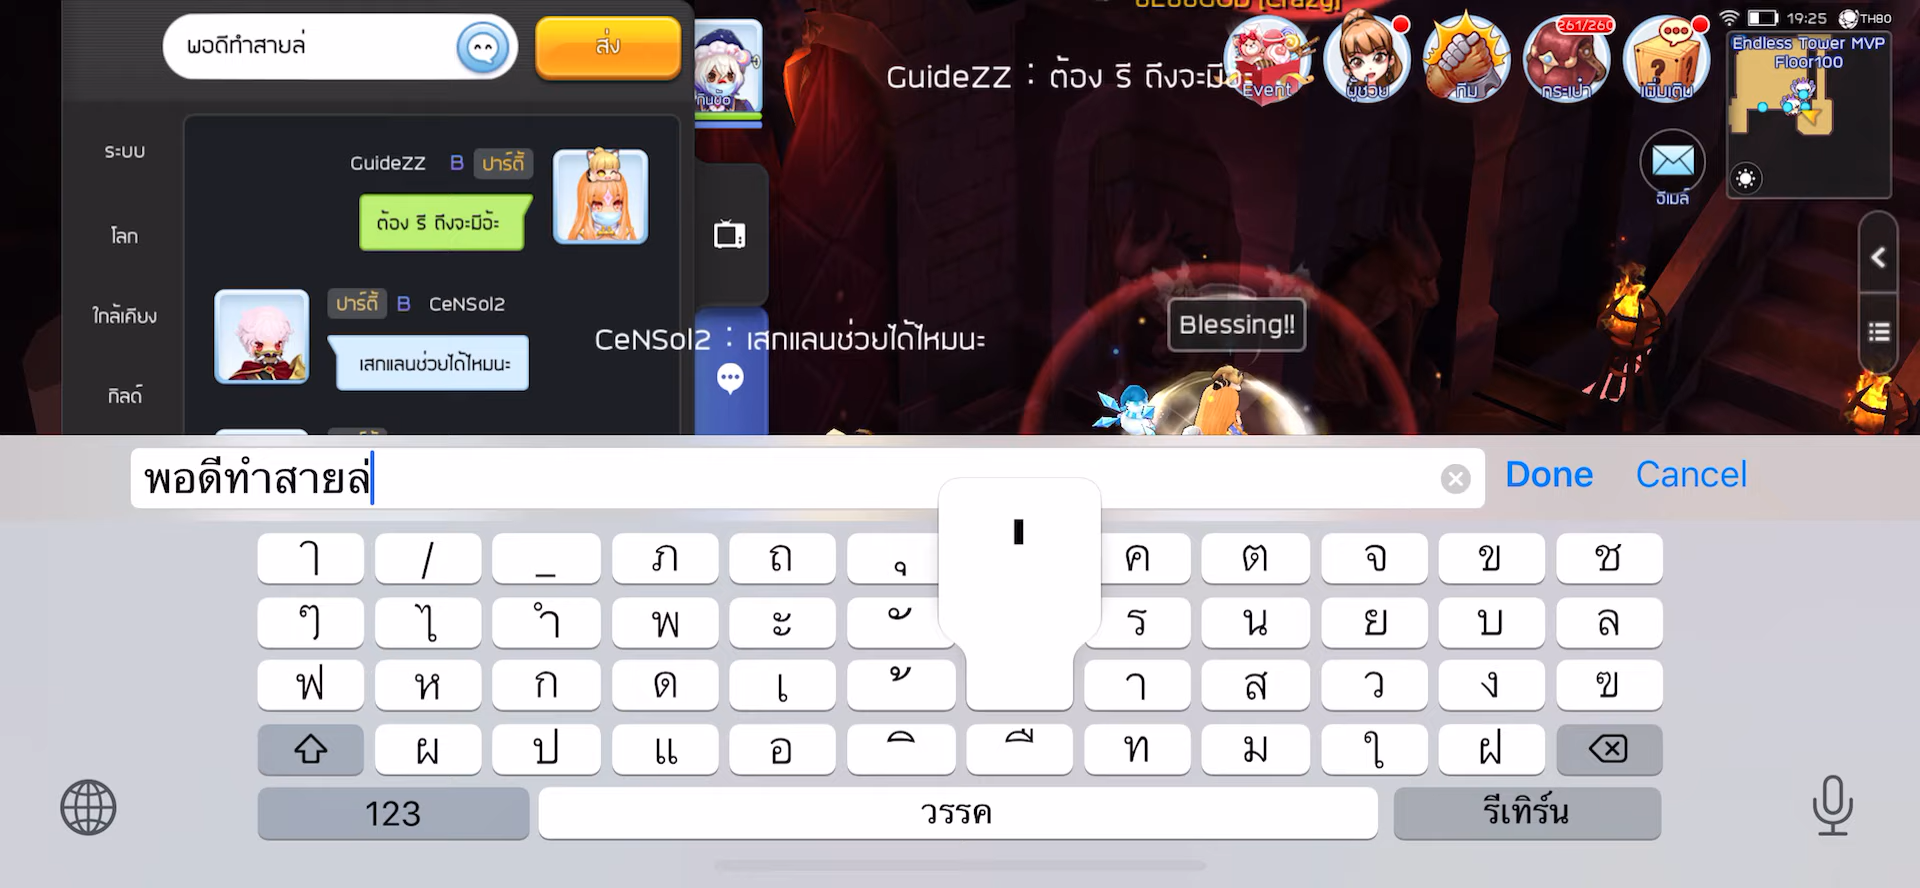 พอดีทำสายล่
ส่ง
GuideZZ : ต้อง รี ถึงจะมีอ้ะ
Event
ผู้ช่วย
ทีม
261/260
กระเป๋า
เพิ่มเติม
19:25
TH80
Endless Tower MVP
Floor100
อีเมล์
ระบบ
โลก
ใกล้เคียง
กิลด์
GuideZZ B ปาร์ตี้
ต้อง รี ถึงจะมีอ้ะ
ปาร์ตี้ B CeNSol2
เสกแลนช่วยได้ไหมนะ
CeNSol2 : เสกแลนช่วยได้ไหมนะ
Blessing!!
พอดีทำสายล่
Done
Cancel
ๅ / _ ภ ถ ุ ค ต จ ข ช
ๆ ไ ำ พ ะ ั ร น ย บ ล
ฟ ห ก ด เ ้ ่ า ส ว ง ฃ
ผ ป แ อ ิ ื ท ม ใ ฝ
123
วรรค
รีเทิร์น